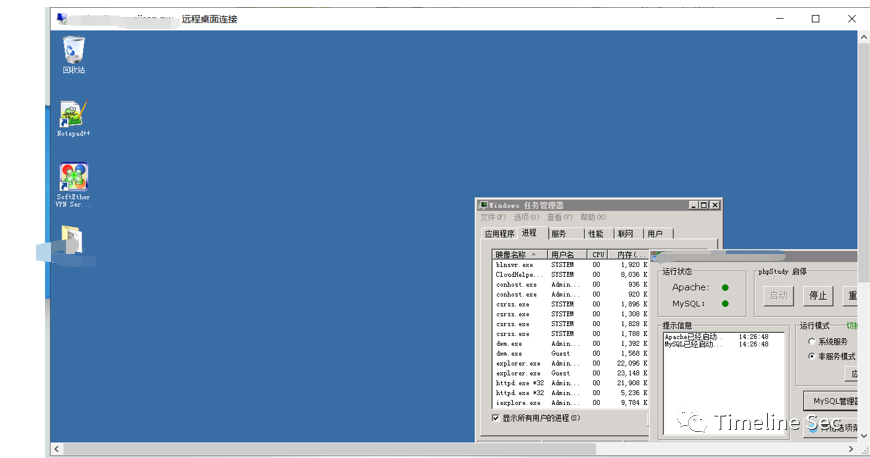 远程桌面连接
回收站
Notepad++
SoftEther
VPN Ser...
Windows 任务管理器
文件(F) 选项(O) 查看(V) 帮助(H)
应用程序 进程 服务 性能 联网 用户
映像名称 用户名 CPU 内存(...
blnsvr.exe SYSTEM 00 1,920 K
CloudHelpe... SYSTEM 00 8,036 K
conhost.exe Admin... 00 936 K
conhost.exe Admin... 00 920 K
csrss.exe SYSTEM 00 1,896 K
csrss.exe SYSTEM 00 1,308 K
csrss.exe SYSTEM 00 1,828 K
csrss.exe SYSTEM 00 1,788 K
dwm.exe Admin... 00 1,392 K
dwm.exe Guest 00 1,568 K
explorer.exe Admin... 00 22,096 K
explorer.exe Guest 00 23,148 K
httpd.exe *32 Admin... 00 21,908 K
httpd.exe *32 Admin... 00 5,236 K
iexplore.exe Admin... 00 9,784 K
显示所有用户的进程(S)
运行状态
Apache:
MySQL:
phpStudy 启停
启动 停止 重
提示信息
Apache已经启动.. 14:26:48
MySQL已经启动... 14:26:48
运行模式 切换
系统服务
非服务模式
应
MySQL管理器
其他选项菜
Timeline Sec